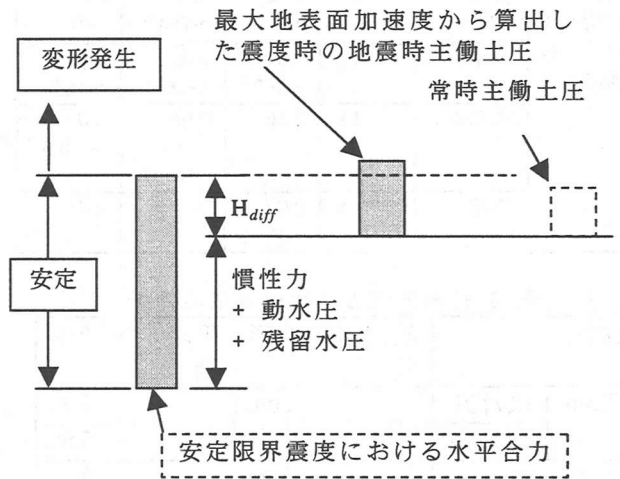 最大地表面加速度から算出し
た震度時の地震時主働土圧
変形発生
常時主働土圧
Hdiff
安定
慣性力
+ 動水圧
+ 残留水圧
安定限界震度における水平合力